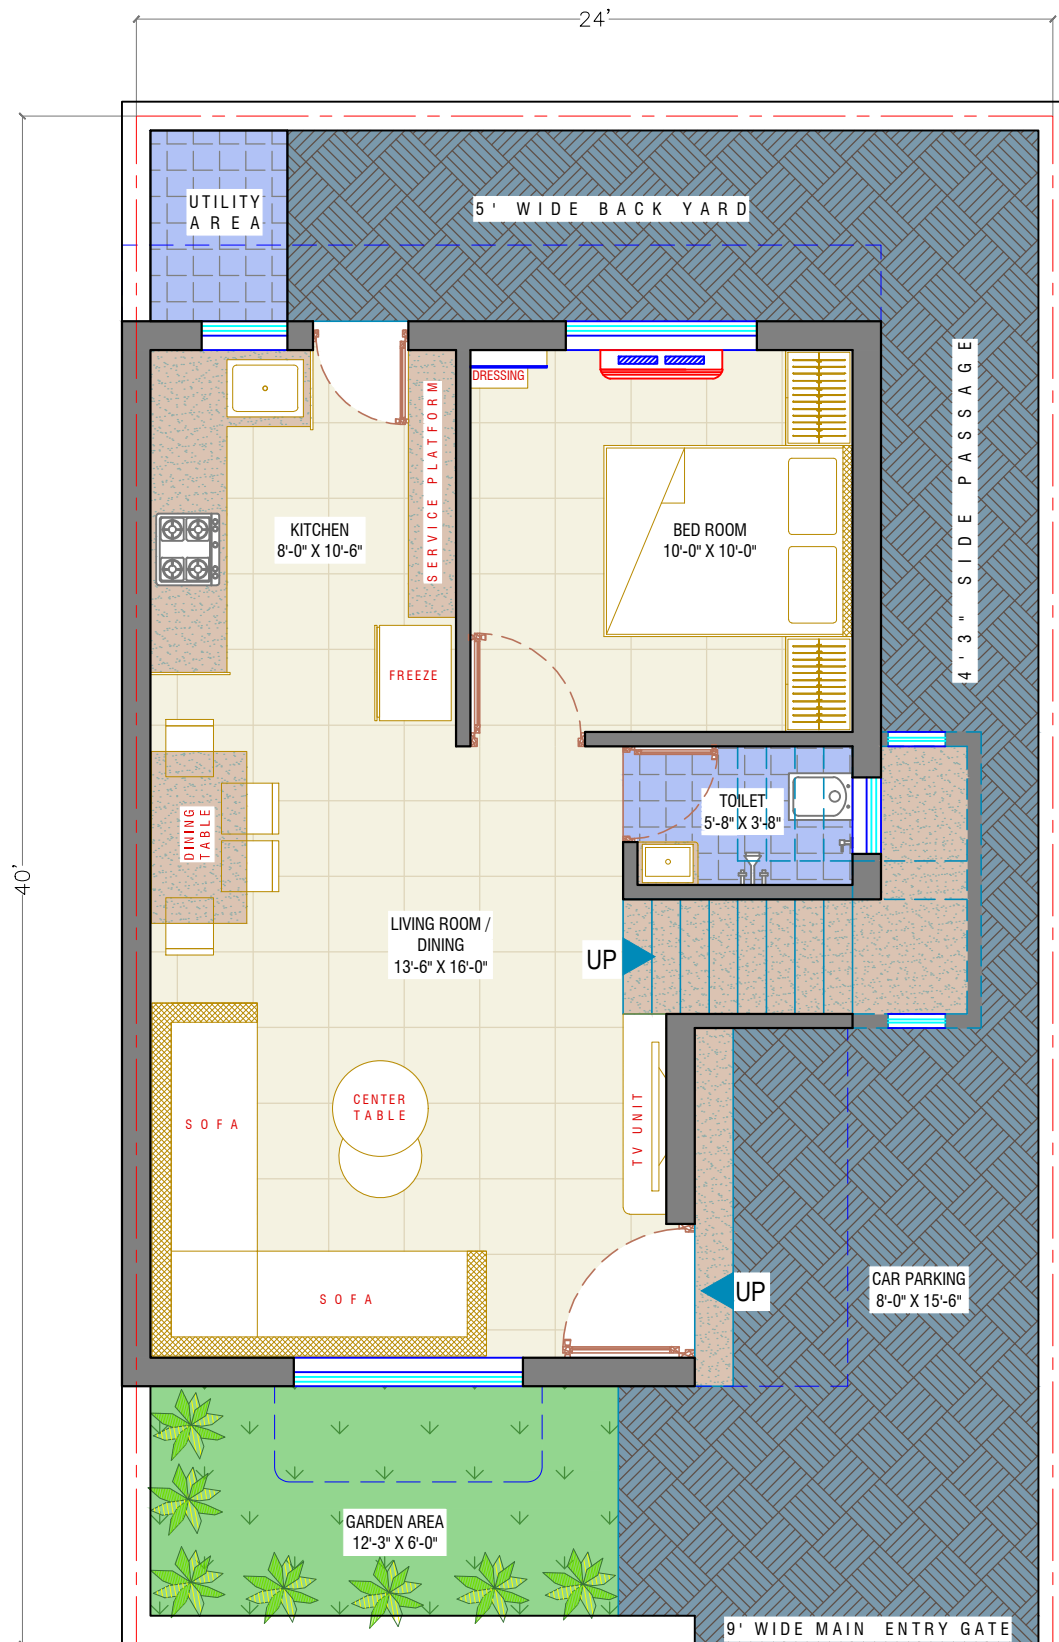 24'
UTILITY
AREA
5' WIDE BACK YARD
4'3" SIDE PASSAGE
DRESSING
SERVICE PLATFORM
KITCHEN
8'-0" X 10'-6"
BED ROOM
10'-0" X 10'-0"
FREEZE
TOILET
5'-8" X 3'-8"
DINING
TABLE
40'
LIVING ROOM /
DINING
13'-6" X 16'-0"
UP
CENTER
TABLE
SOFA
TV UNIT
SOFA
UP
CAR PARKING
8'-0" X 15'-6"
GARDEN AREA
12'-3" X 6'-0"
9' WIDE MAIN ENTRY GATE